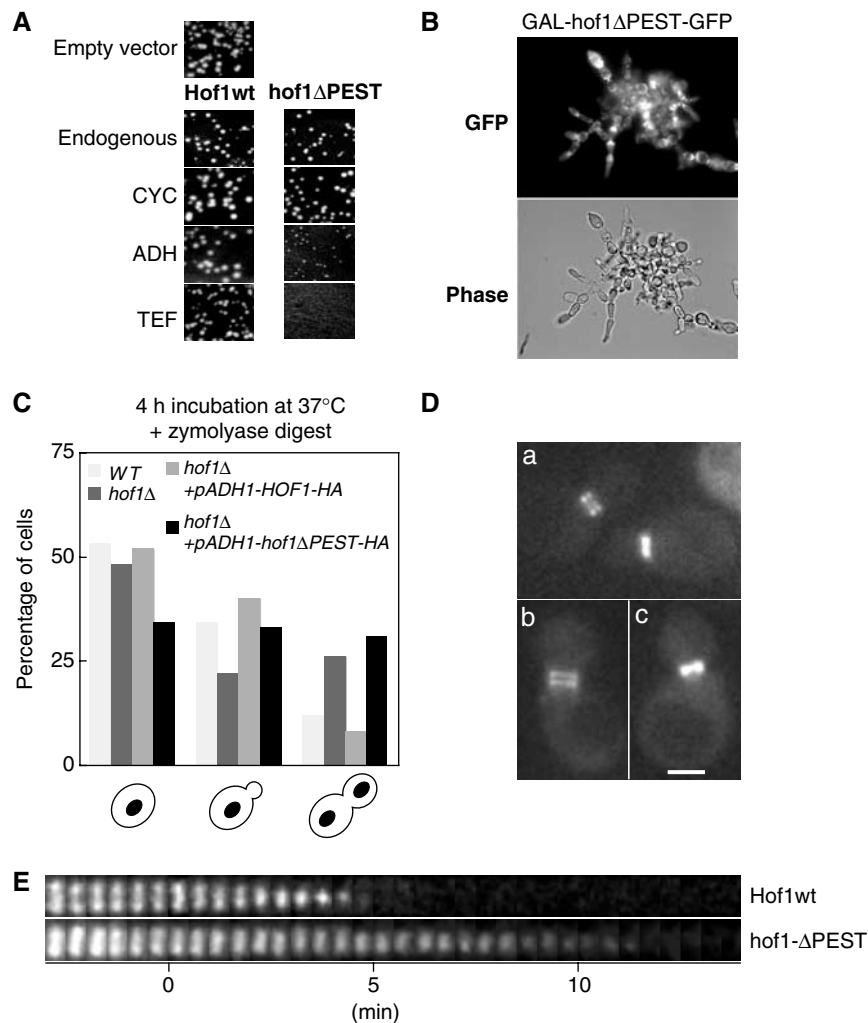 A
Empty vector
Hof1wt hof1ΔPEST
Endogenous
CYC
ADH
TEF
B
GAL-hof1ΔPEST-GFP
GFP
Phase
C
4 h incubation at 37°C
+ zymolyase digest
Percentage of cells
75
50
25
0
WT
hof1Δ
hof1Δ
+pADH1-HOF1-HA
hof1Δ
+pADH1-hof1ΔPEST-HA
D
a
b
c
E
Hof1wt
hof1-ΔPEST
0 5 10
(min)